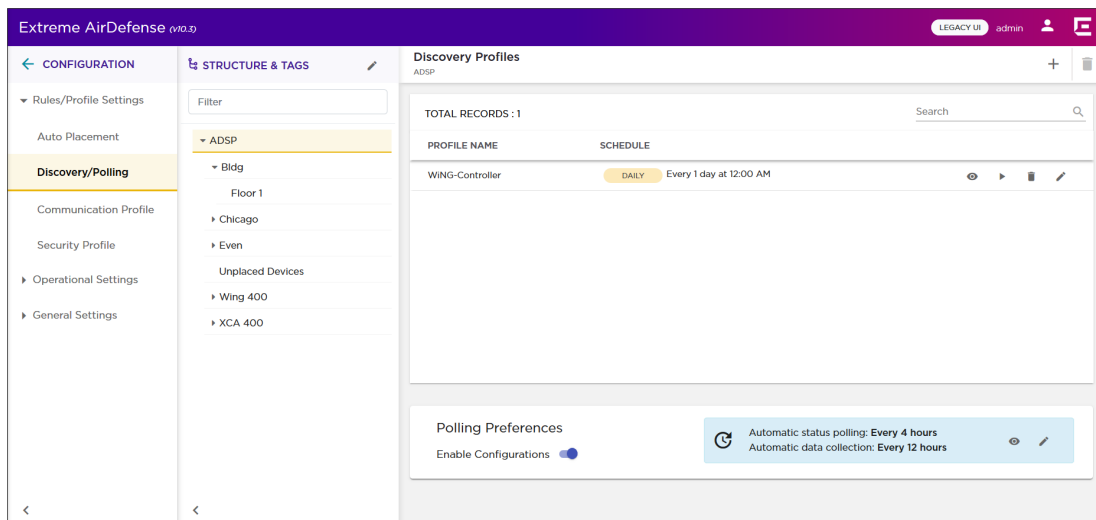 Extreme AirDefense (v10.3)
LEGACY UI admin
CONFIGURATION
Rules/Profile Settings
Auto Placement
Discovery/Polling
Communication Profile
Security Profile
Operational Settings
General Settings
STRUCTURE & TAGS
Filter
ADSP
Bldg
Floor 1
Chicago
Even
Unplaced Devices
Wing 400
XCA 400
Discovery Profiles
ADSP
TOTAL RECORDS : 1
Search
PROFILE NAME SCHEDULE
WiNG-Controller DAILY Every 1 day at 12:00 AM
Polling Preferences
Enable Configurations
Automatic status polling: Every 4 hours
Automatic data collection: Every 12 hours